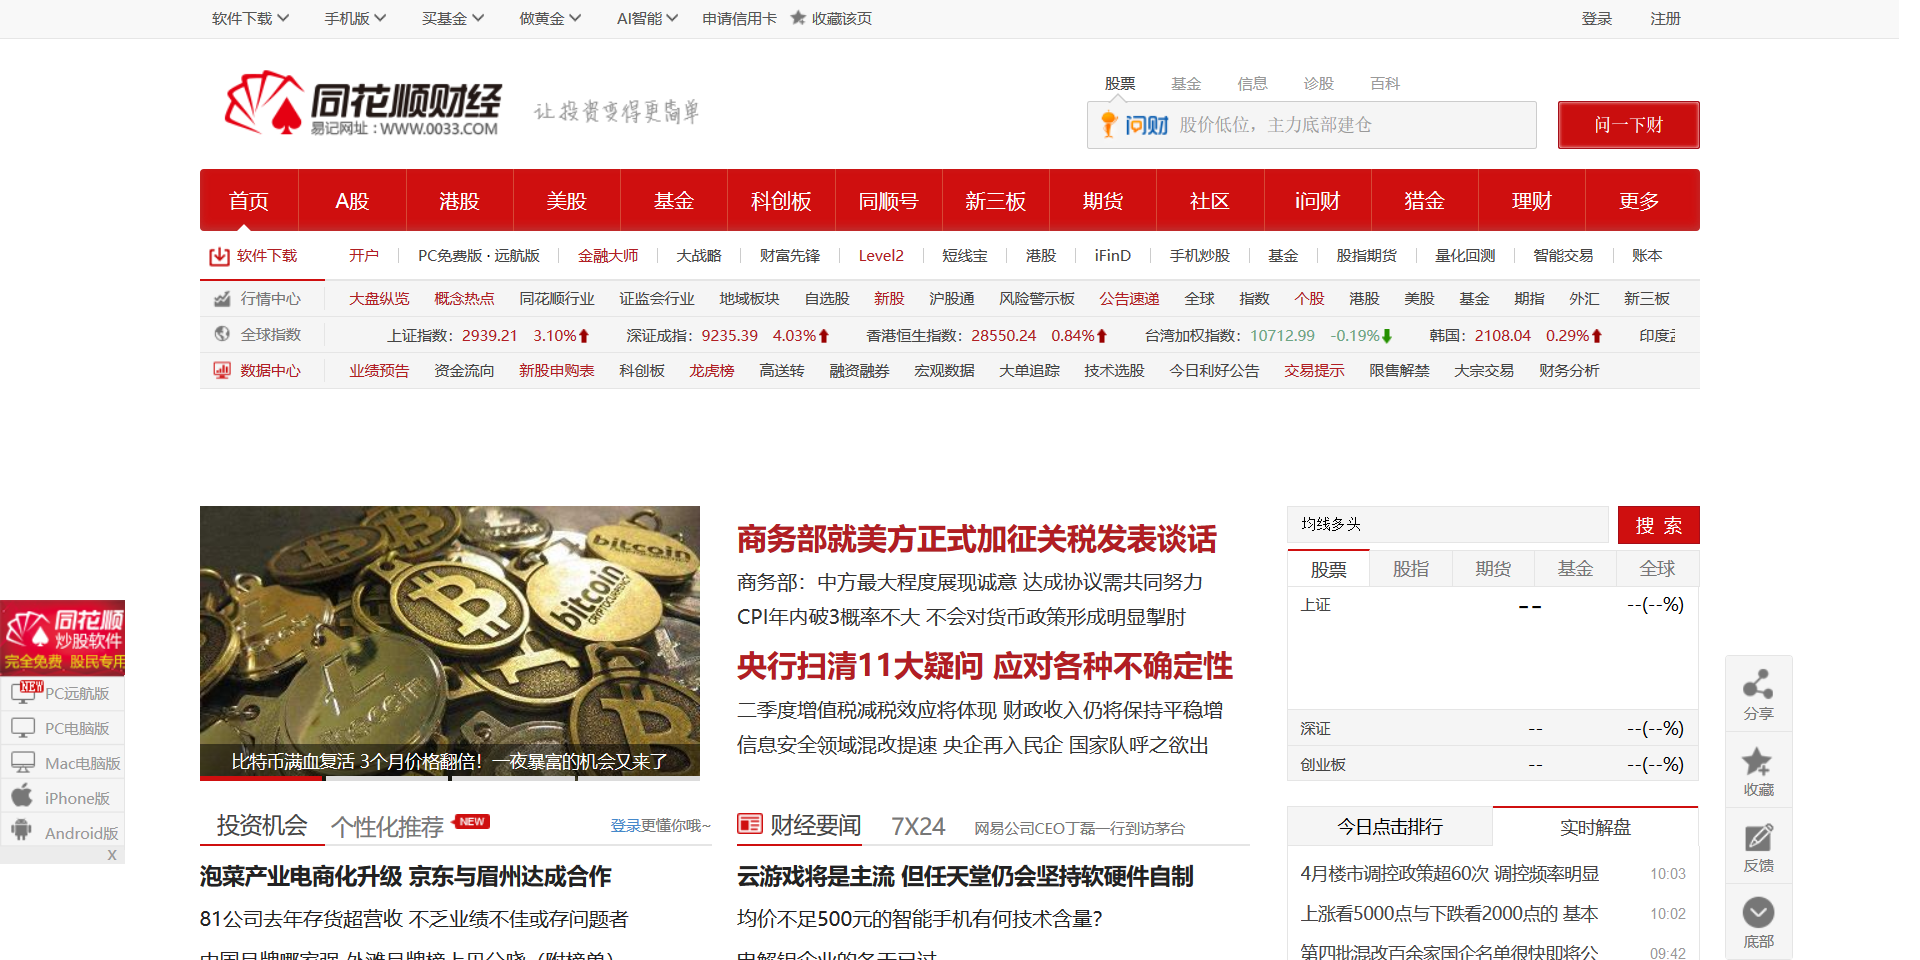 软件下载 手机版 买基金 做黄金 AI智能 申请信用卡 收藏该页 登录 注册
同花顺财经
易记网址：WWW.0033.COM
让投资变得更简单
股票 基金 信息 诊股 百科
问财 股价低位，主力底部建仓 问一下财
首页 A股 港股 美股 基金 科创板 同顺号 新三板 期货 社区 i问财 猎金 理财 更多
软件下载 开户 PC免费版·远航版 金融大师 大战略 财富先锋 Level2 短线宝 港股 iFinD 手机炒股 基金 股指期货 量化回测 智能交易 账本
行情中心 大盘纵览 概念热点 同花顺行业 证监会行业 地域板块 自选股 新股 沪股通 风险警示板 公告速递 全球 指数 个股 港股 美股 基金 期指 外汇 新三板
全球指数 上证指数：2939.21 3.10% 深证成指：9235.39 4.03% 香港恒生指数：28550.24 0.84% 台湾加权指数：10712.99 -0.19% 韩国：2108.04 0.29% 印度
数据中心 业绩预告 资金流向 新股申购表 科创板 龙虎榜 高送转 融资融券 宏观数据 大单追踪 技术选股 今日利好公告 交易提示 限售解禁 大宗交易 财务分析
bitcoin
bitcoin
CRYPTOCURRENCY
比特币满血复活 3个月价格翻倍！一夜暴富的机会又来了
商务部就美方正式加征关税发表谈话
商务部：中方最大程度展现诚意 达成协议需共同努力
CPI年内破3概率不大 不会对货币政策形成明显掣肘
央行扫清11大疑问 应对各种不确定性
二季度增值税减税效应将体现 财政收入仍将保持平稳增
信息安全领域混改提速 央企再入民企 国家队呼之欲出
均线多头 搜 索
股票 股指 期货 基金 全球
上证 -- --(--%)
深证 -- --(--%)
创业板 -- --(--%)
同花顺
炒股软件
完全免费 股民专用
NEW PC远航版
PC电脑版
Mac电脑版
iPhone版
Android版
X
分享
收藏
反馈
底部
投资机会 个性化推荐 NEW 登录更懂你哦~
泡菜产业电商化升级 京东与眉州达成合作
81公司去年存货超营收 不乏业绩不佳或存问题者
中国品牌哪家强 外滩品牌榜上见分晓（附榜单）
财经要闻 7X24 网易公司CEO丁磊一行到访茅台
云游戏将是主流 但任天堂仍会坚持软硬件自制
均价不足500元的智能手机有何技术含量？
电解铝企业的冬天已过
今日点击排行 实时解盘
4月楼市调控政策超60次 调控频率明显 10:03
上涨看5000点与下跌看2000点的 基本 10:02
第四批混改百余家国企名单很快即将公 09:42